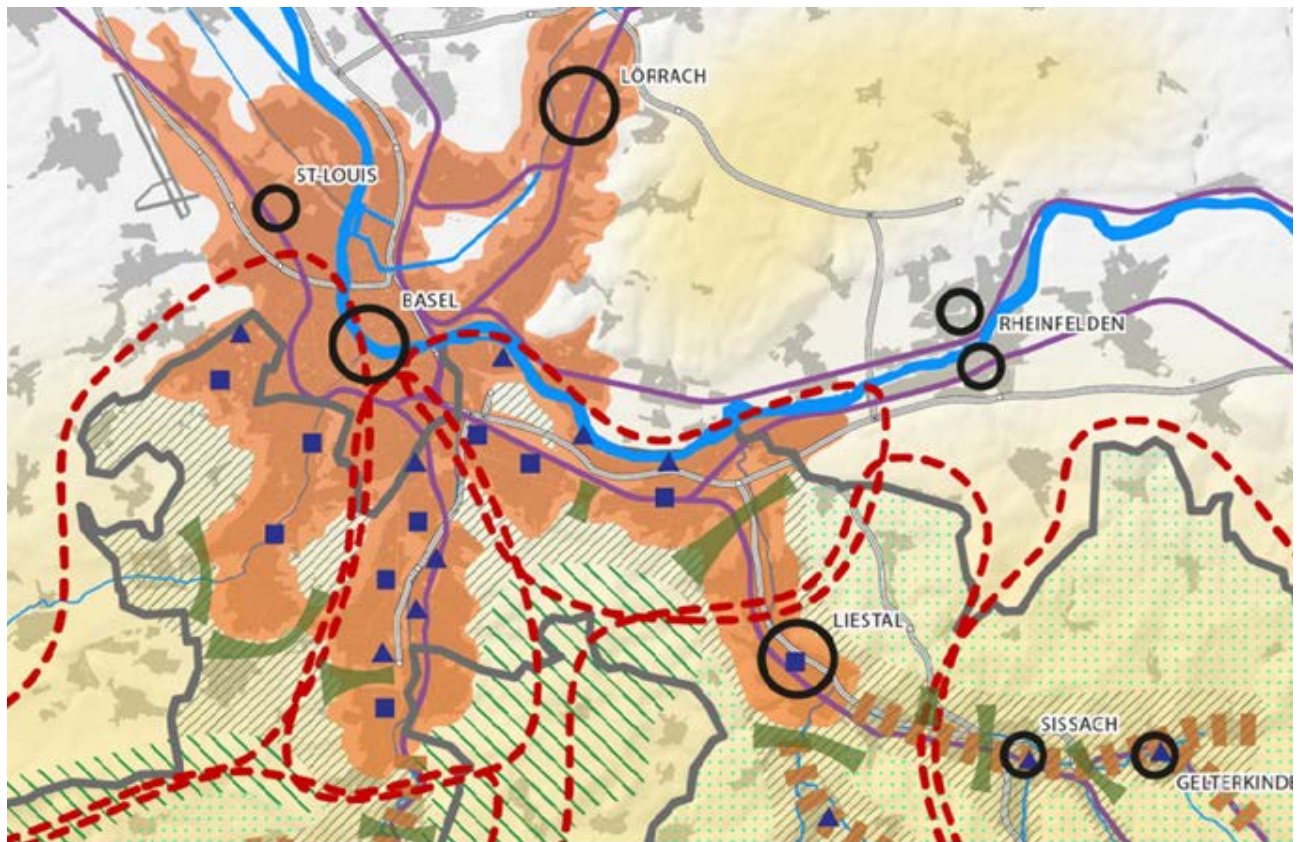 LÖRRACH
ST-LOUIS
BASEL
RHEINFELDEN
LIESTAL
SISSACH
GELTERKINDE